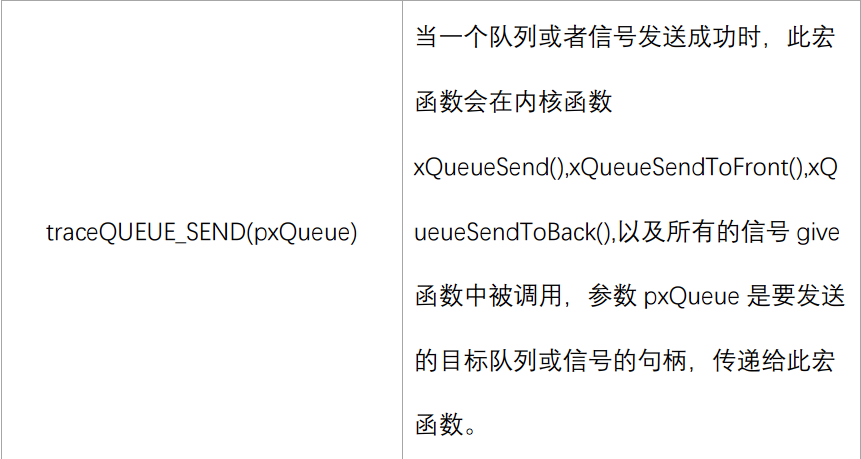 traceQUEUE_SEND(pxQueue)
当一个队列或者信号发送成功时，此宏
函数会在内核函数
xQueueSend(),xQueueSendToFront(),xQ
ueueSendToBack(),以及所有的信号 give
函数中被调用，参数 pxQueue 是要发送
的目标队列或信号的句柄，传递给此宏
函数。